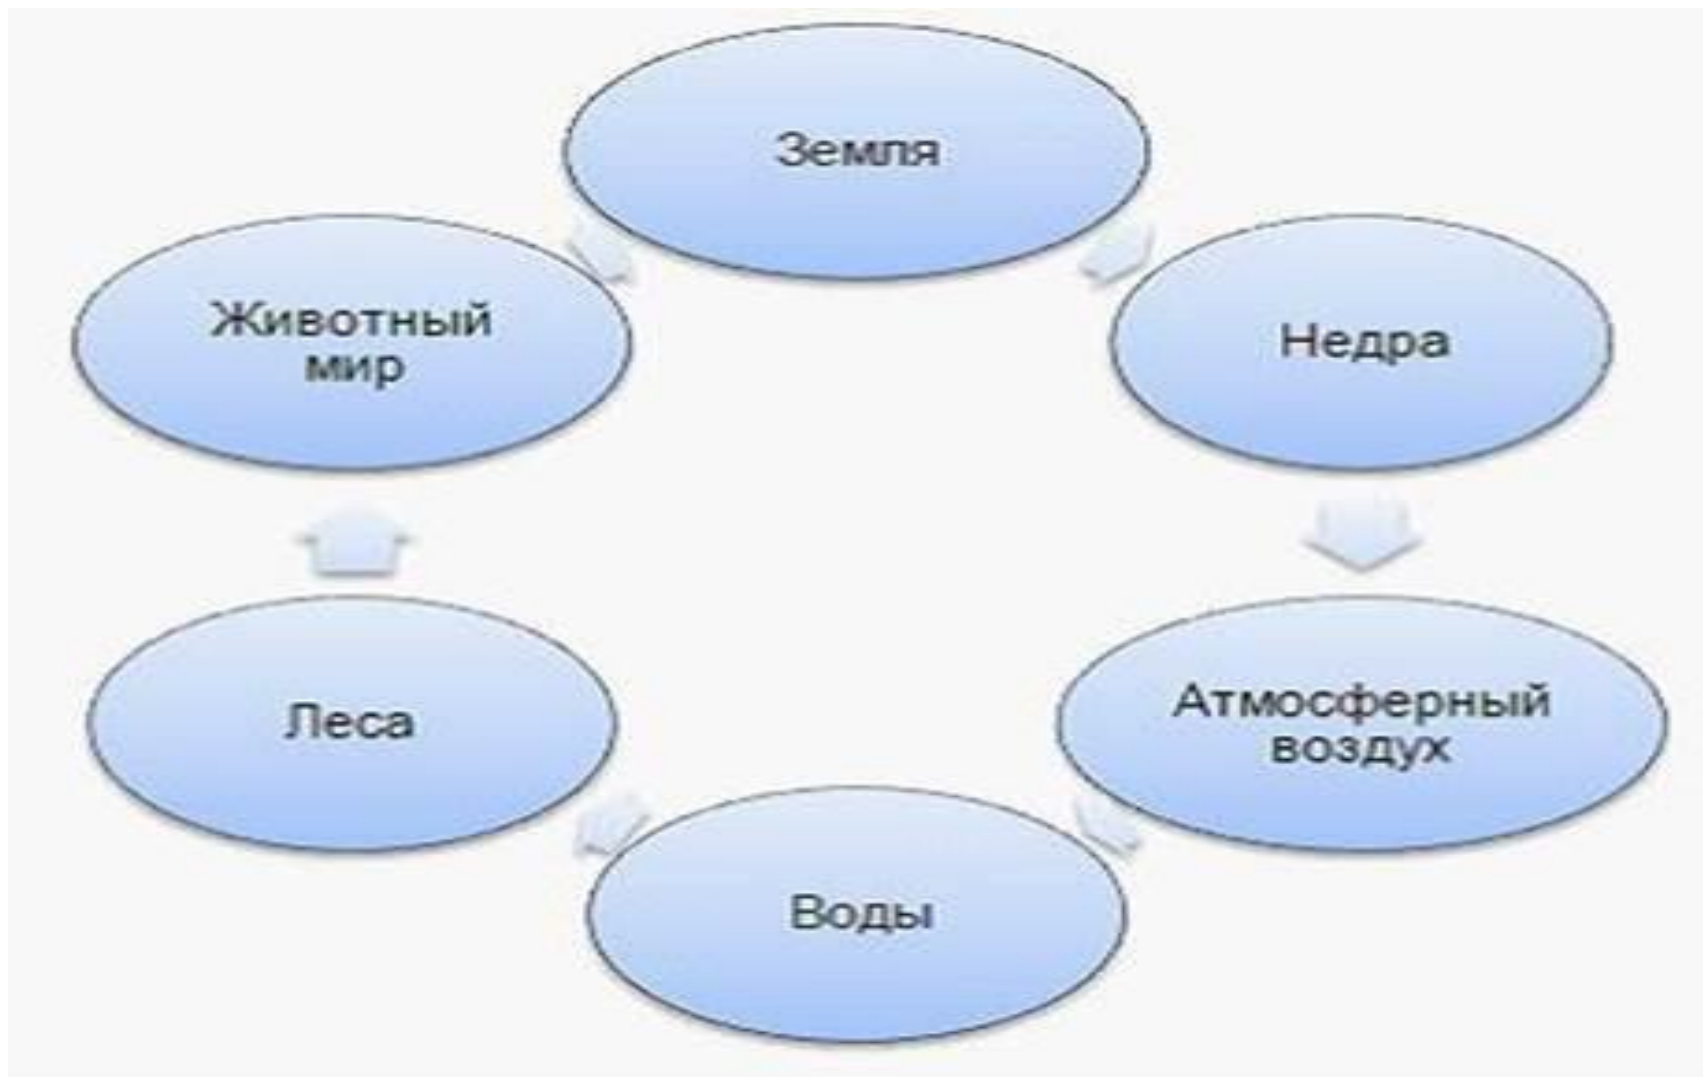 Земля
Животный
мир
Недра
Леса
Атмосферный
воздух
Воды